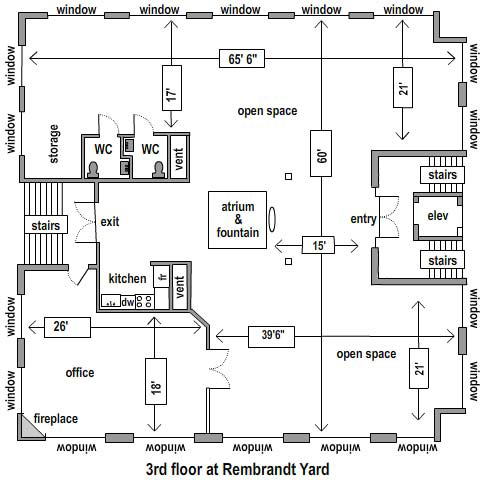 window window window window window
window
window
65' 6"
17'
21'
open space
window
window
window
storage
WC
WC
vent
60'
stairs
stairs
exit
atrium
&
fountain
entry
elev
15'
stairs
kitchen
fr
vent
dw
window
window
26'
39'6"
open space
window
window
office
18'
21'
fireplace
window window window window window
3rd floor at Rembrandt Yard